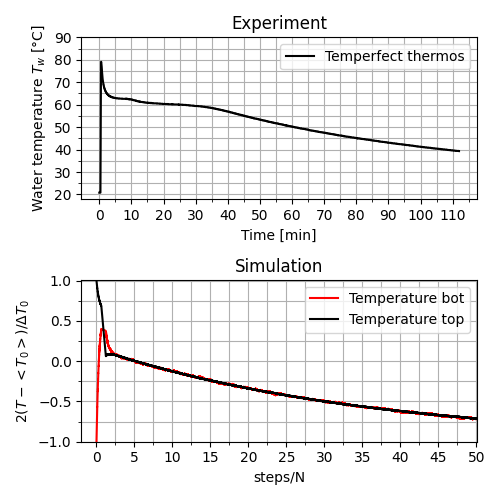 Experiment
Temperfect thermos
Water temperature T_w [°C]
90
80
70
60
50
40
30
20
0 10 20 30 40 50 60 70 80 90 100 110
Time [min]
Simulation
Temperature bot
Temperature top
2(T− < T_0 >)/ΔT_0
1.0
0.5
0.0
−0.5
−1.0
0 5 10 15 20 25 30 35 40 45 50
steps/N